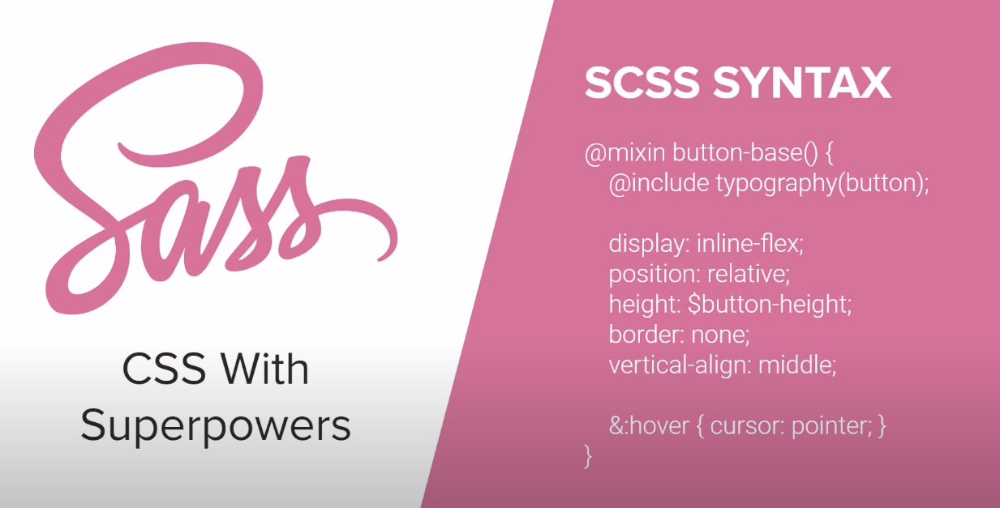 Sass
CSS With
Superpowers
SCSS SYNTAX
@mixin button-base() {
@include typography(button);
display: inline-flex;
position: relative;
height: $button-height;
border: none;
vertical-align: middle;
&:hover { cursor: pointer; }
}